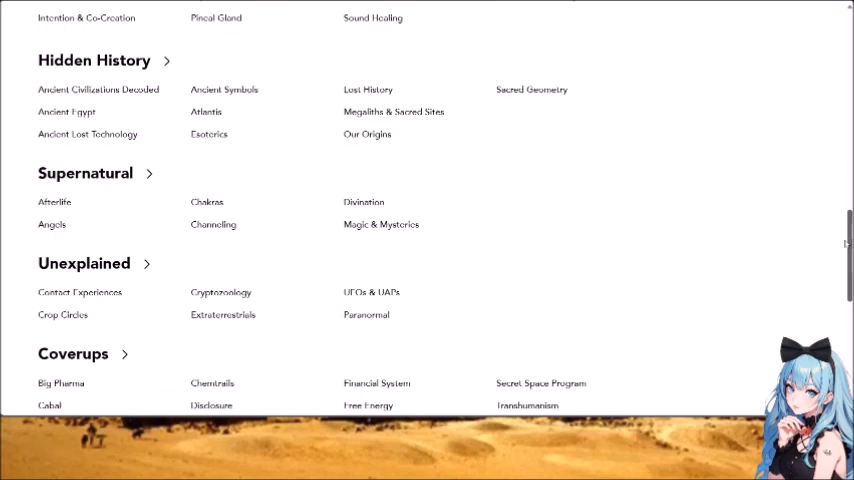 Intention & Co-Creation Pineal Gland Sound Healing
Hidden History
Ancient Civilizations Decoded Ancient Symbols Lost History Sacred Geometry
Ancient Egypt Atlantis Megaliths & Sacred Sites
Ancient Lost Technology Esoterics Our Origins
Supernatural
Afterlife Chakras Divination
Angels Channeling Magic & Mysteries
Unexplained
Contact Experiences Cryptozoology UFOs & UAPs
Crop Circles Extraterrestrials Paranormal
Coverups
Big Pharma Chemtrails Financial System Secret Space Program
Cabal Disclosure Free Energy Transhumanism